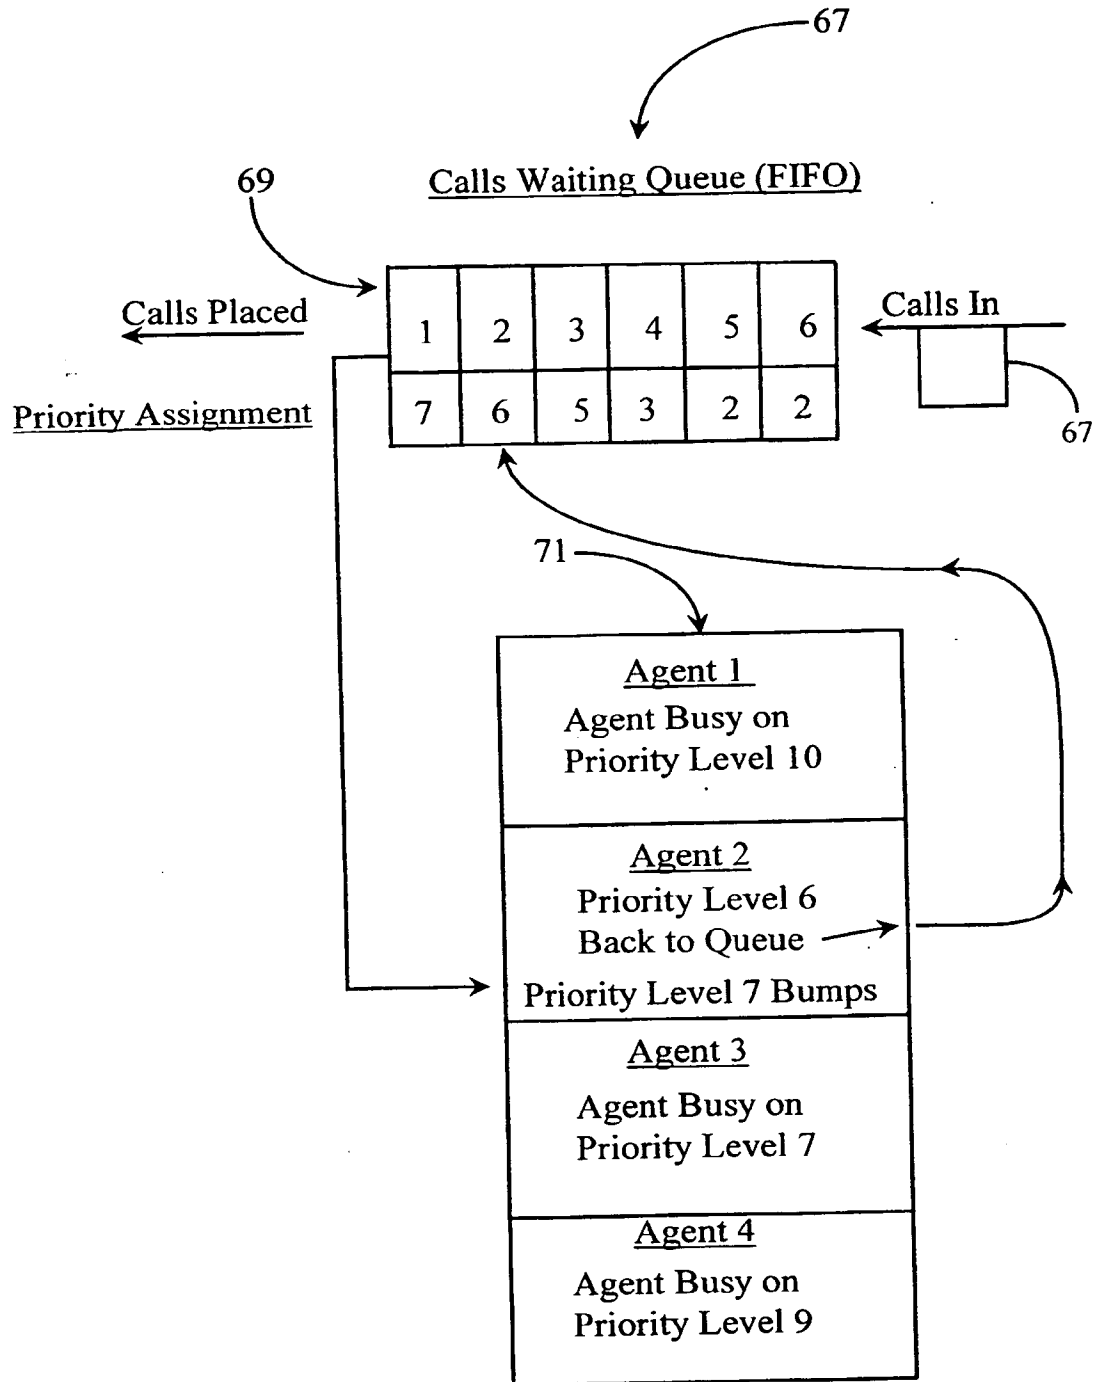 67
69
Calls Waiting Queue (FIFO)
Calls Placed
1 2 3 4 5 6
Calls In
Priority Assignment
7 6 5 3 2 2
67
71
Agent 1
Agent Busy on
Priority Level 10
Agent 2
Priority Level 6
Back to Queue
Priority Level 7 Bumps
Agent 3
Agent Busy on
Priority Level 7
Agent 4
Agent Busy on
Priority Level 9